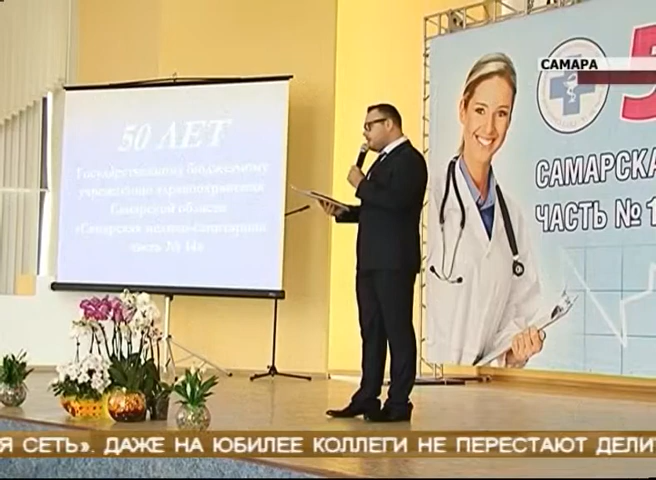 САМАРА
50 ЛЕТ
Государственному бюджетному
учреждению здравоохранения
Самарской области
«Самарская медико-санитарная
часть № 14»
5
САМАРСКА
ЧАСТЬ № 1
Я СЕТЬ». ДАЖЕ НА ЮБИЛЕЕ КОЛЛЕГИ НЕ ПЕРЕСТАЮТ ДЕЛИТ